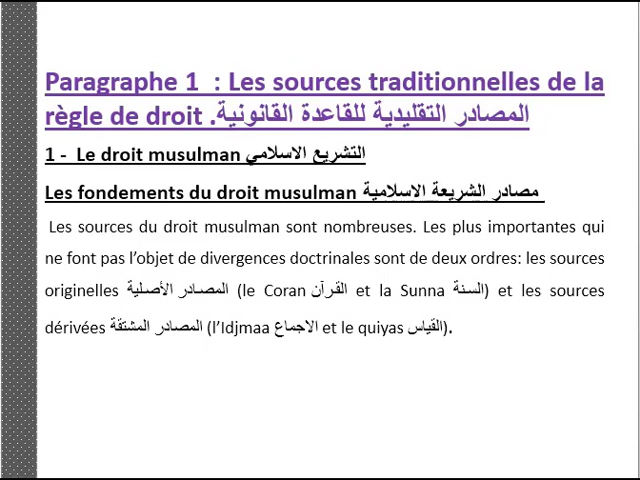 Paragraphe 1 : Les sources traditionnelles de la
règle de droit .المصادر التقليدية للقاعدة القانونية
1 - Le droit musulman التشريع الاسلامي
Les fondements du droit musulman مصادر الشريعة الاسلامية
Les sources du droit musulman sont nombreuses. Les plus importantes qui
ne font pas l’objet de divergences doctrinales sont de deux ordres: les sources
originelles المصادر الأصلية (le Coran القرآن et la Sunna السنة) et les sources
dérivées المصادر المشتقة (l’Idjmaa الاجماع et le quiyas القياس).